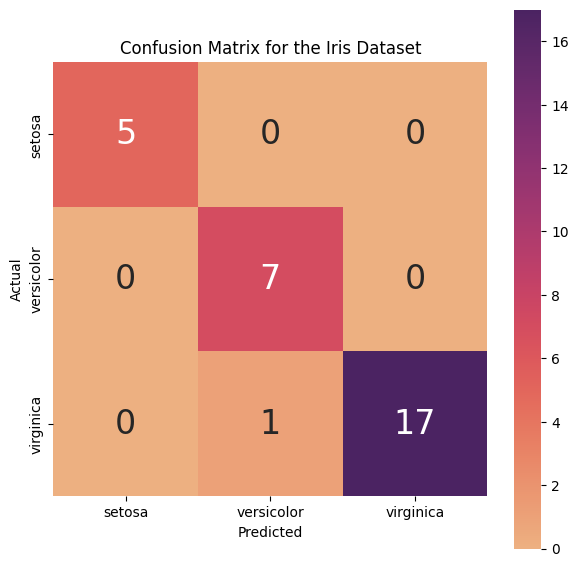 Confusion Matrix for the Iris Dataset
setosa
versicolor
virginica
Actual
5 0 0
0 7 0
0 1 17
setosa versicolor virginica
Predicted
16
14
12
10
8
6
4
2
0